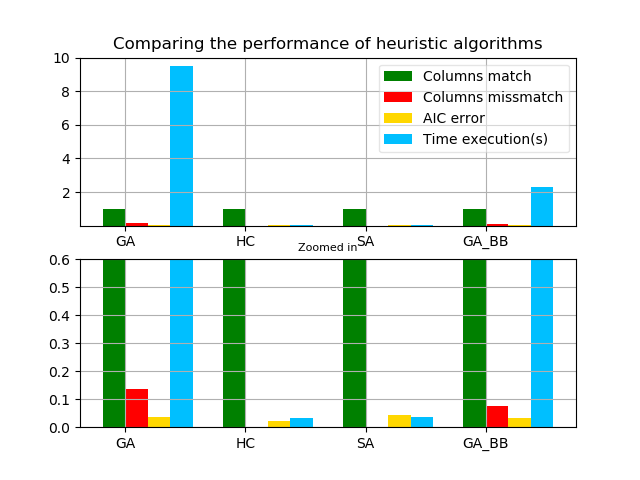 Comparing the performance of heuristic algorithms
10
8
6
4
2
Columns match
Columns missmatch
AIC error
Time execution(s)
GA HC SA GA_BB
Zoomed in
0.6
0.5
0.4
0.3
0.2
0.1
0.0
GA HC SA GA_BB